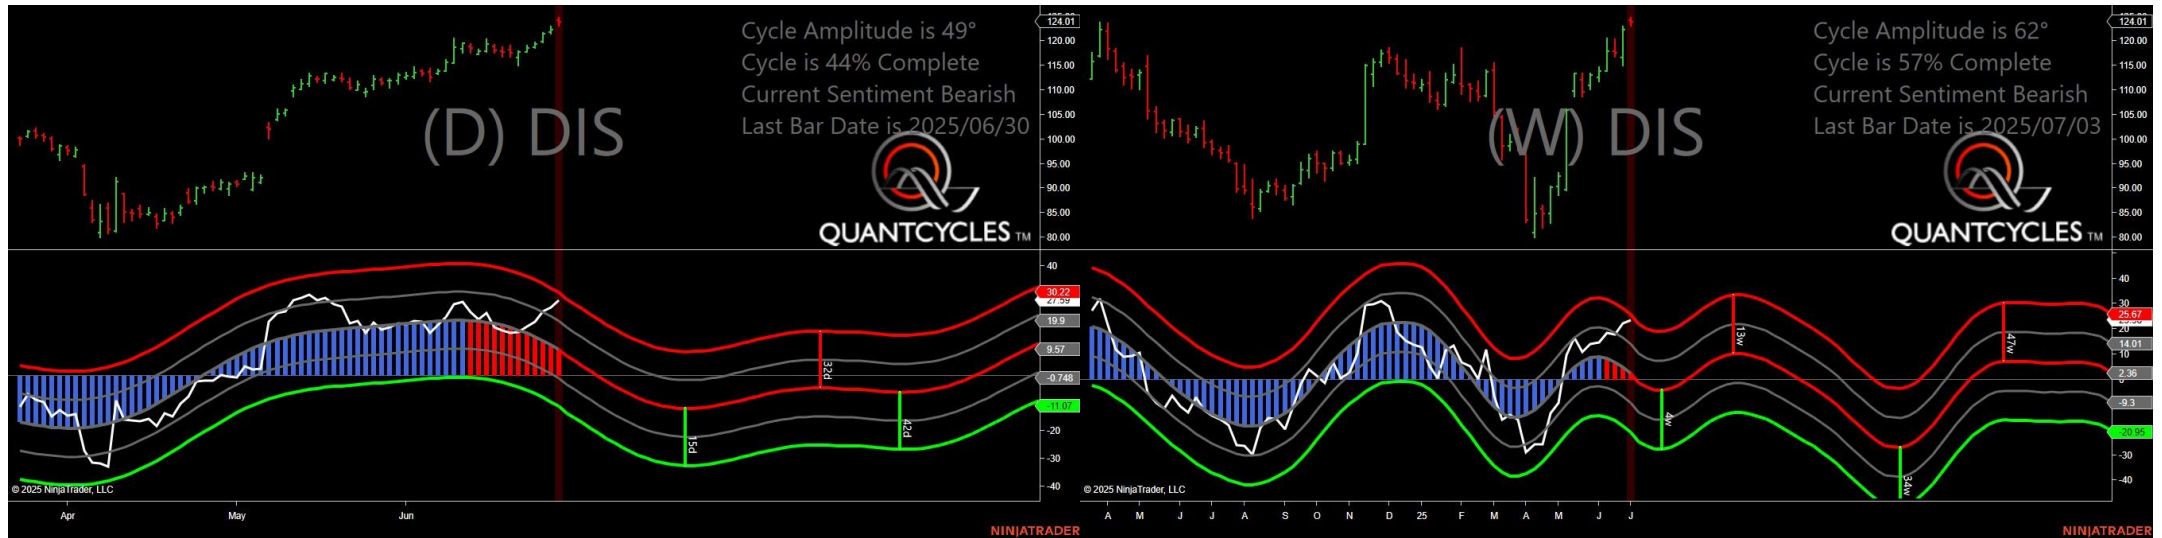 Cycle Amplitude is 49°
Cycle is 44% Complete
Current Sentiment Bearish
Last Bar Date is 2025/06/30
(D) DIS
QUANTCYCLES TM
124.01
120.00
115.00
110.00
105.00
100.00
95.00
90.00
85.00
80.00
40
30.22
27.59
19.9
9.57
-0.748
-11.07
-20
-30
-40
15d
32d
42d
© 2025 NinjaTrader, LLC
Apr May Jun
NINJATRADER
Cycle Amplitude is 62°
Cycle is 57% Complete
Current Sentiment Bearish
Last Bar Date is 2025/07/03
(W) DIS
QUANTCYCLES TM
124.01
120.00
115.00
110.00
105.00
100.00
95.00
90.00
85.00
80.00
40
30
25.67
20
14.01
10
2.36
-9.3
-20.95
-30
-40
4w
13w
34w
47w
© 2025 NinjaTrader, LLC
A M J J A S O N D 25 F M A M J J
NINJATRADER